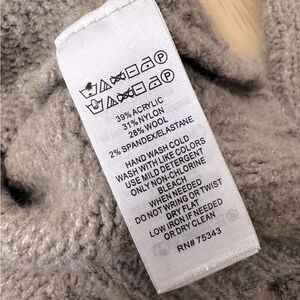 39% ACRYLIC
31% NYLON
28% WOOL
2% SPANDEX/ELASTANE
HAND WASH COLD
WASH WITH LIKE COLORS
USE MILD DETERGENT
ONLY NON-CHLORINE
BLEACH
WHEN NEEDED
DO NOT WRING OR TWIST
DRY FLAT
LOW IRON IF NEEDED
OR DRY CLEAN
RN# 75343